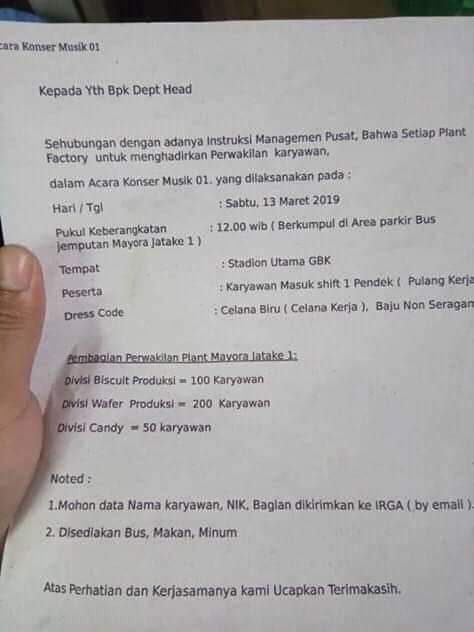 cara Konser Musik 01
Kepada Yth Bpk Dept Head
Sehubungan dengan adanya Instruksi Managemen Pusat, Bahwa Setiap Plant
Factory untuk menghadirkan Perwakilan karyawan,
dalam Acara Konser Musik 01. yang dilaksanakan pada :
Hari / Tgl : Sabtu, 13 Maret 2019
Pukul Keberangkatan : 12.00 wib ( Berkumpul di Area parkir Bus
jemputan Mayora Jatake 1 )
Tempat : Stadion Utama GBK
Peserta : Karyawan Masuk shift 1 Pendek ( Pulang Kerja
Dress Code : Celana Biru ( Celana Kerja ), Baju Non Seragam
Pembagian Perwakilan Plant Mayora Jatake 1:
Divisi Biscuit Produksi = 100 Karyawan
Divisi Wafer Produksi = 200 Karyawan
Divisi Candy = 50 karyawan
Noted :
1.Mohon data Nama karyawan, NIK, Bagian dikirimkan ke IRGA ( by email ).
2. Disediakan Bus, Makan, Minum
Atas Perhatian dan Kerjasamanya kami Ucapkan Terimakasih.